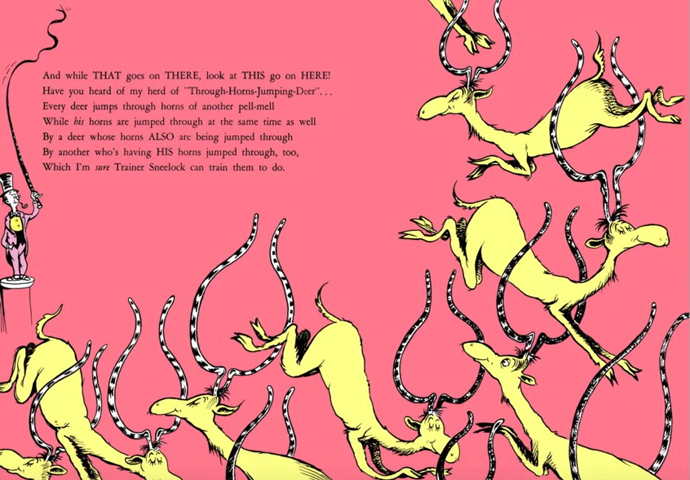 And while THAT goes on THERE, look at THIS go on HERE!
Have you heard of my herd of "Through-Horns-Jumping-Deer"...
Every deer jumps through horns of another pell-mell
While his horns are jumped through at the same time as well
By a deer whose horns ALSO are being jumped through
By another who's having HIS horns jumped through, too,
Which I'm sure Trainer Sneelock can train them to do.